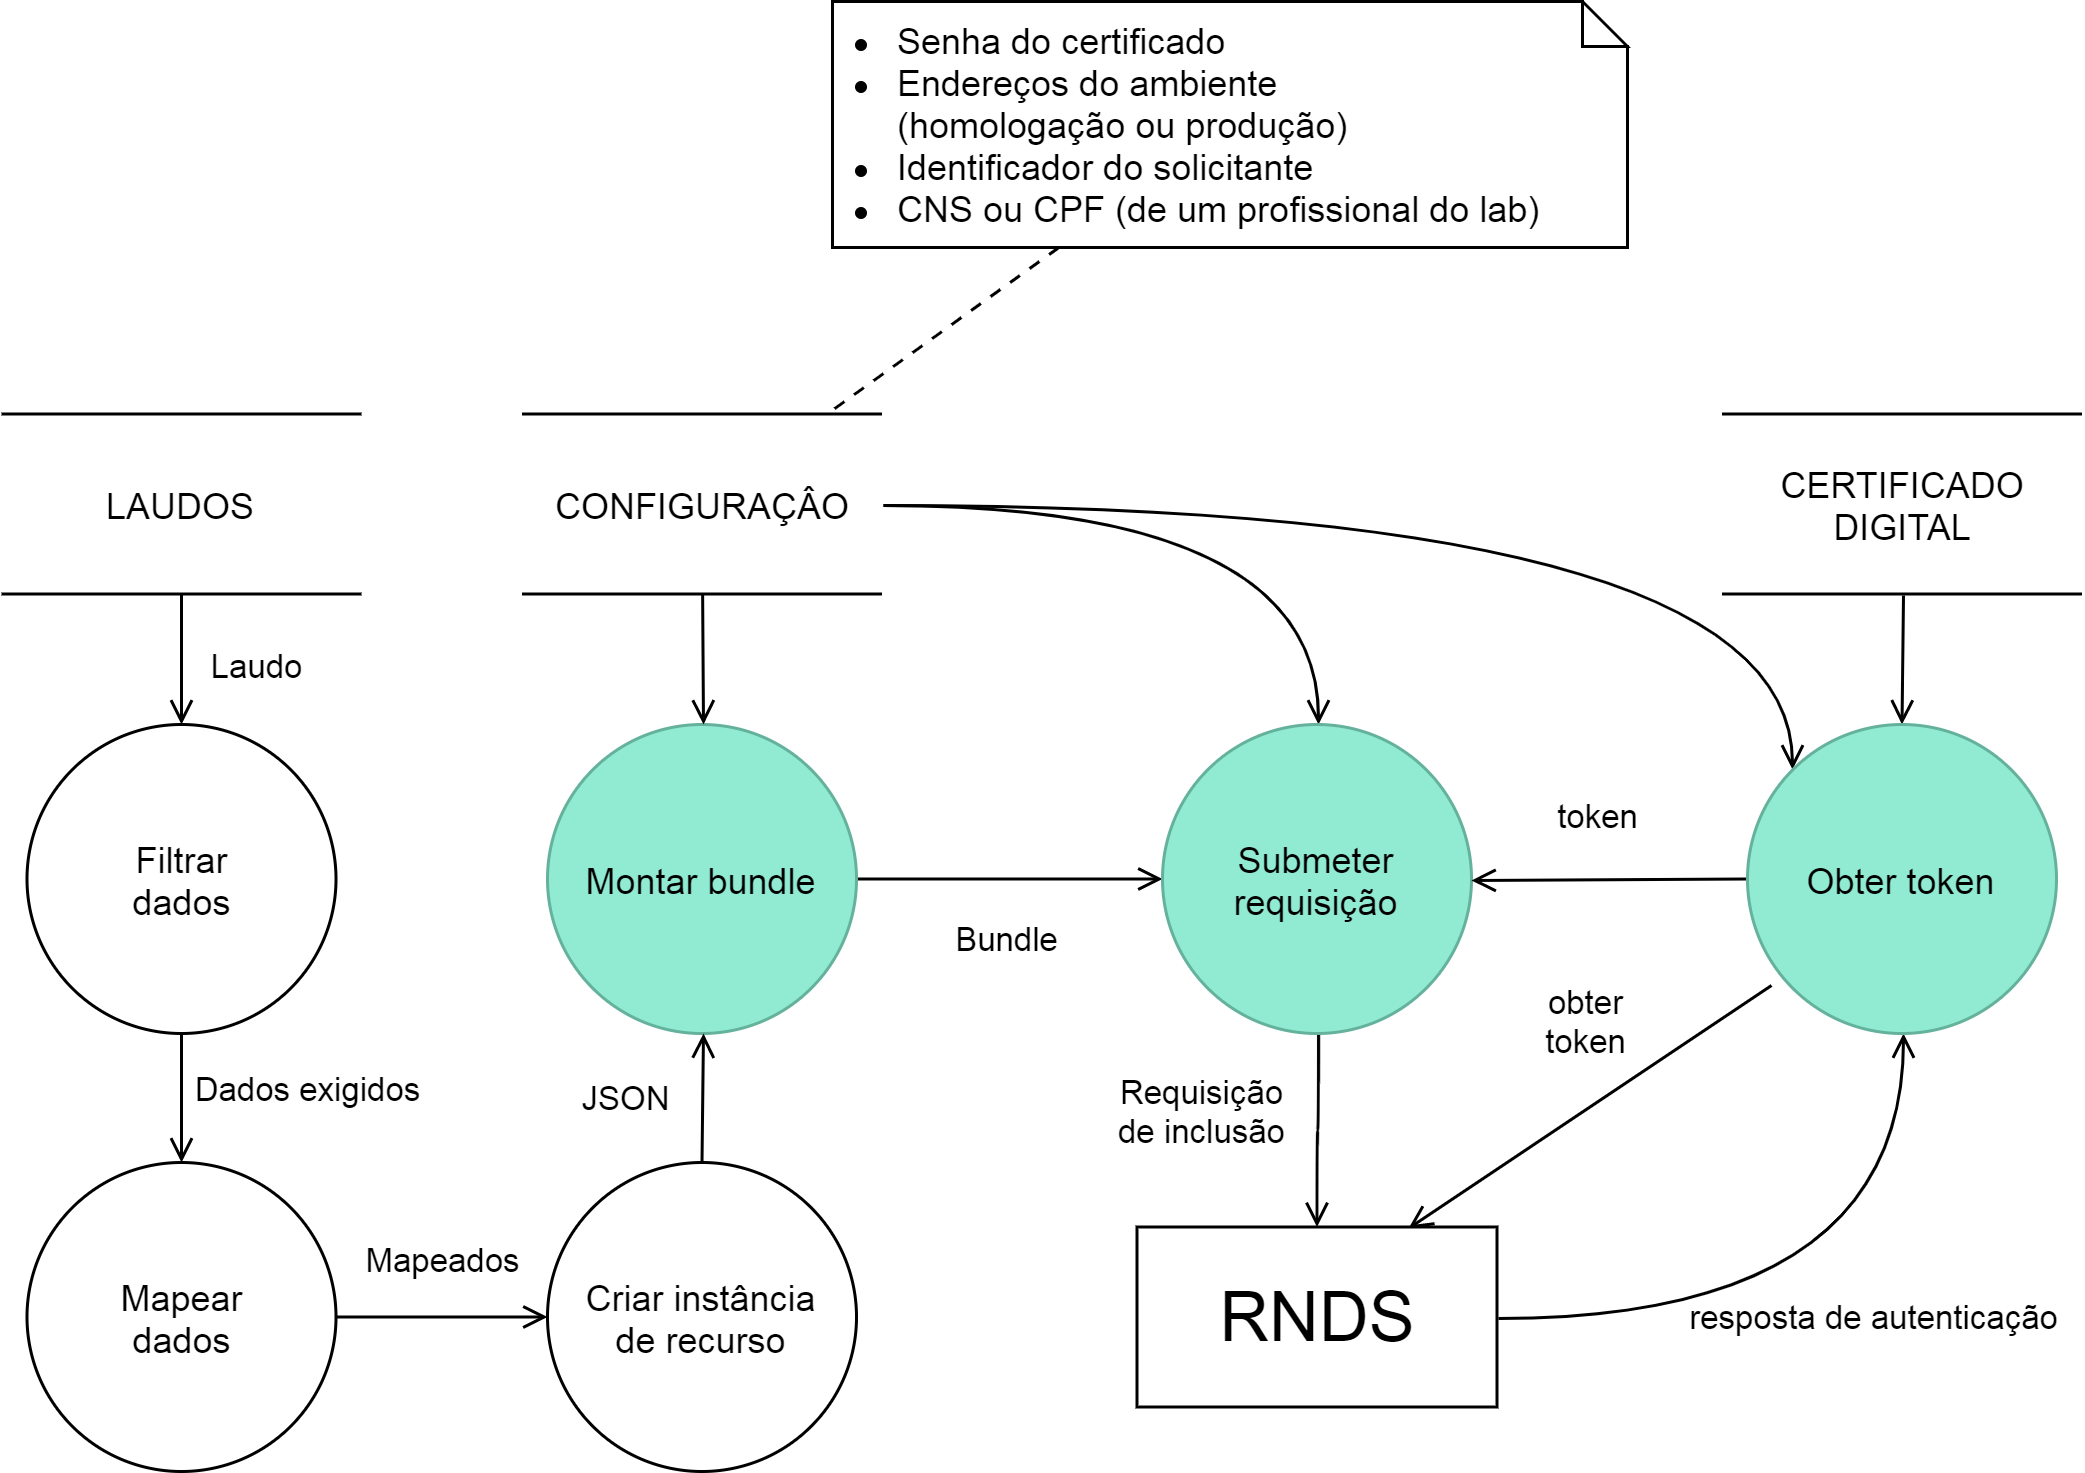 Senha do certificado
Endereços do ambiente
(homologação ou produção)
Identificador do solicitante
CNS ou CPF (de um profissional do lab)
LAUDOS
CONFIGURAÇÂO
CERTIFICADO
DIGITAL
Laudo
Filtrar
dados
Montar bundle
Submeter
requisição
token
Obter token
Bundle
obter
token
Dados exigidos
JSON
Requisição
de inclusão
Mapear
dados
Mapeados
Criar instância
de recurso
RNDS
resposta de autenticação